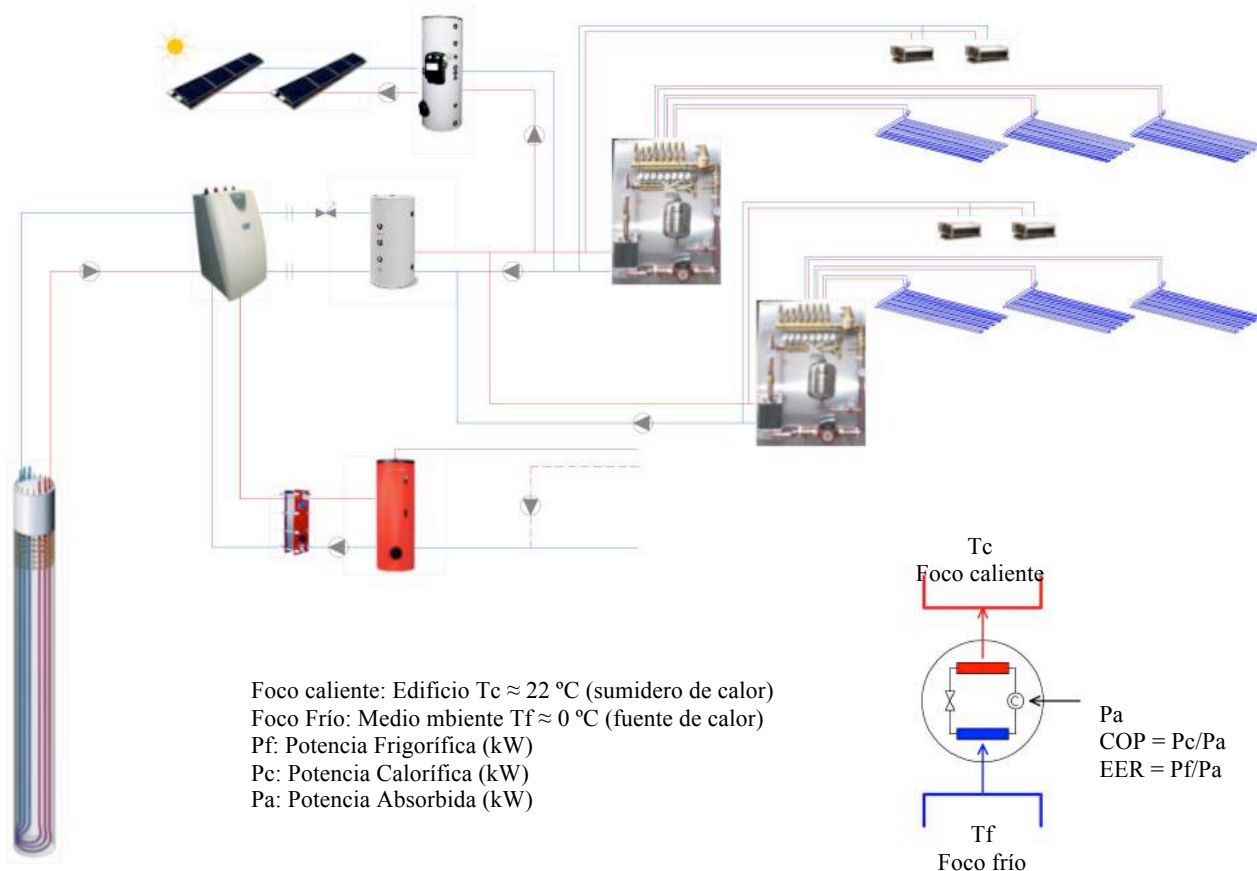 Tc
Foco caliente
Foco caliente: Edificio Tc ≈ 22 ºC (sumidero de calor)
Foco Frío: Medio mbiente Tf ≈ 0 ºC (fuente de calor)
Pf: Potencia Frigorífica (kW)
Pc: Potencia Calorífica (kW)
Pa: Potencia Absorbida (kW)
C
Pa
COP = Pc/Pa
EER = Pf/Pa
Tf
Foco frío